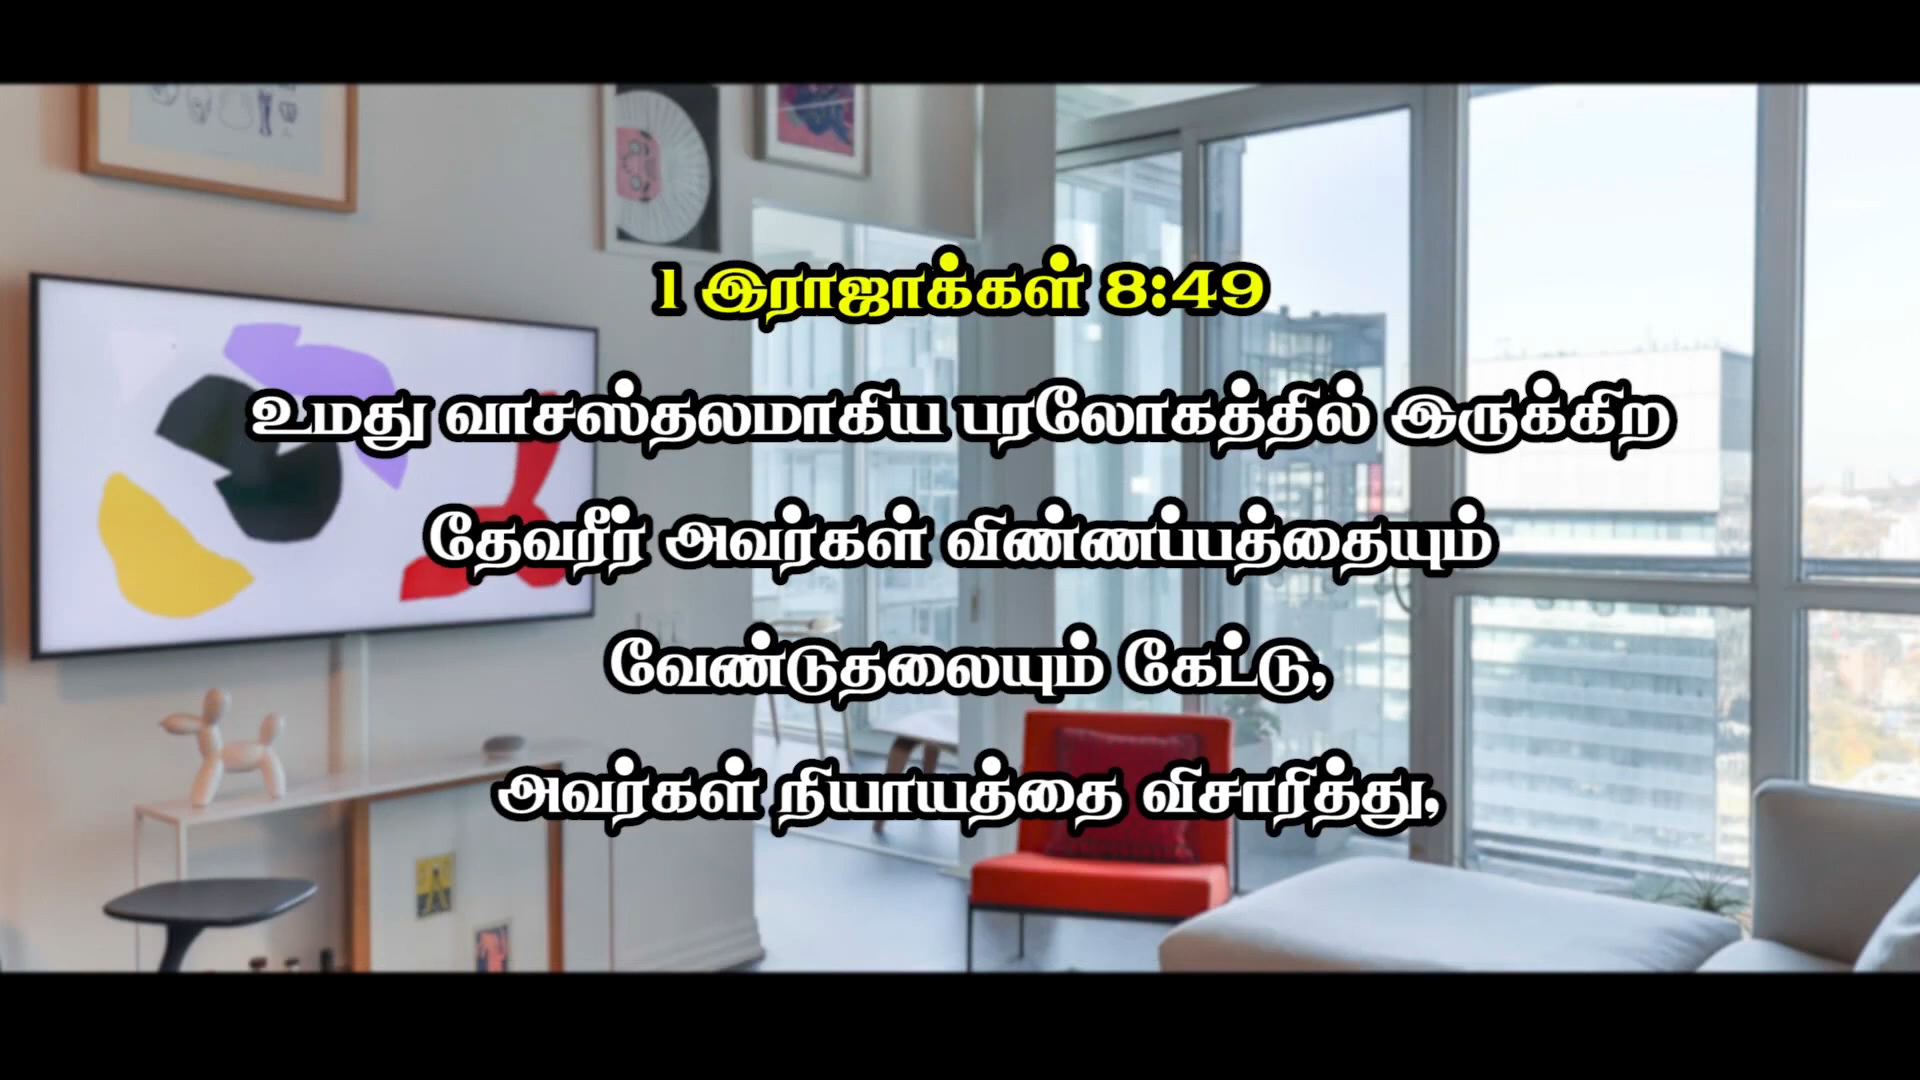 1 இராஜாக்கள் 8:49
உமது வாசஸ்தலமாகிய பரலோகத்தில் இருக்கிற
தேவரீர் அவர்கள் விண்ணப்பத்தையும்
வேண்டுதலையும் கேட்டு,
அவர்கள் நியாயத்தை விசாரித்து,